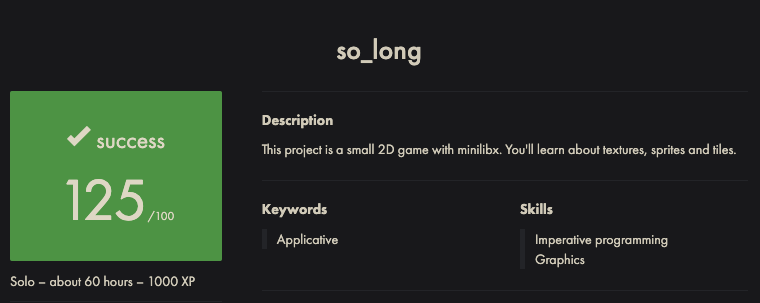 so_long
✔ success
125/100
Solo – about 60 hours – 1000 XP
Description
This project is a small 2D game with minilibx. You'll learn about textures, sprites and tiles.
Keywords
Applicative
Skills
Imperative programming
Graphics